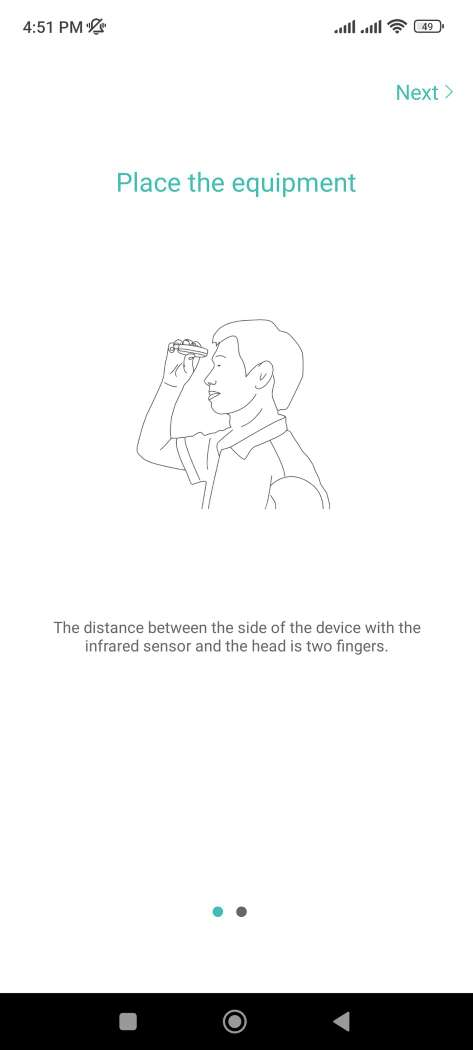 4:51 PM
49
Next
Place the equipment
The distance between the side of the device with the
infrared sensor and the head is two fingers.